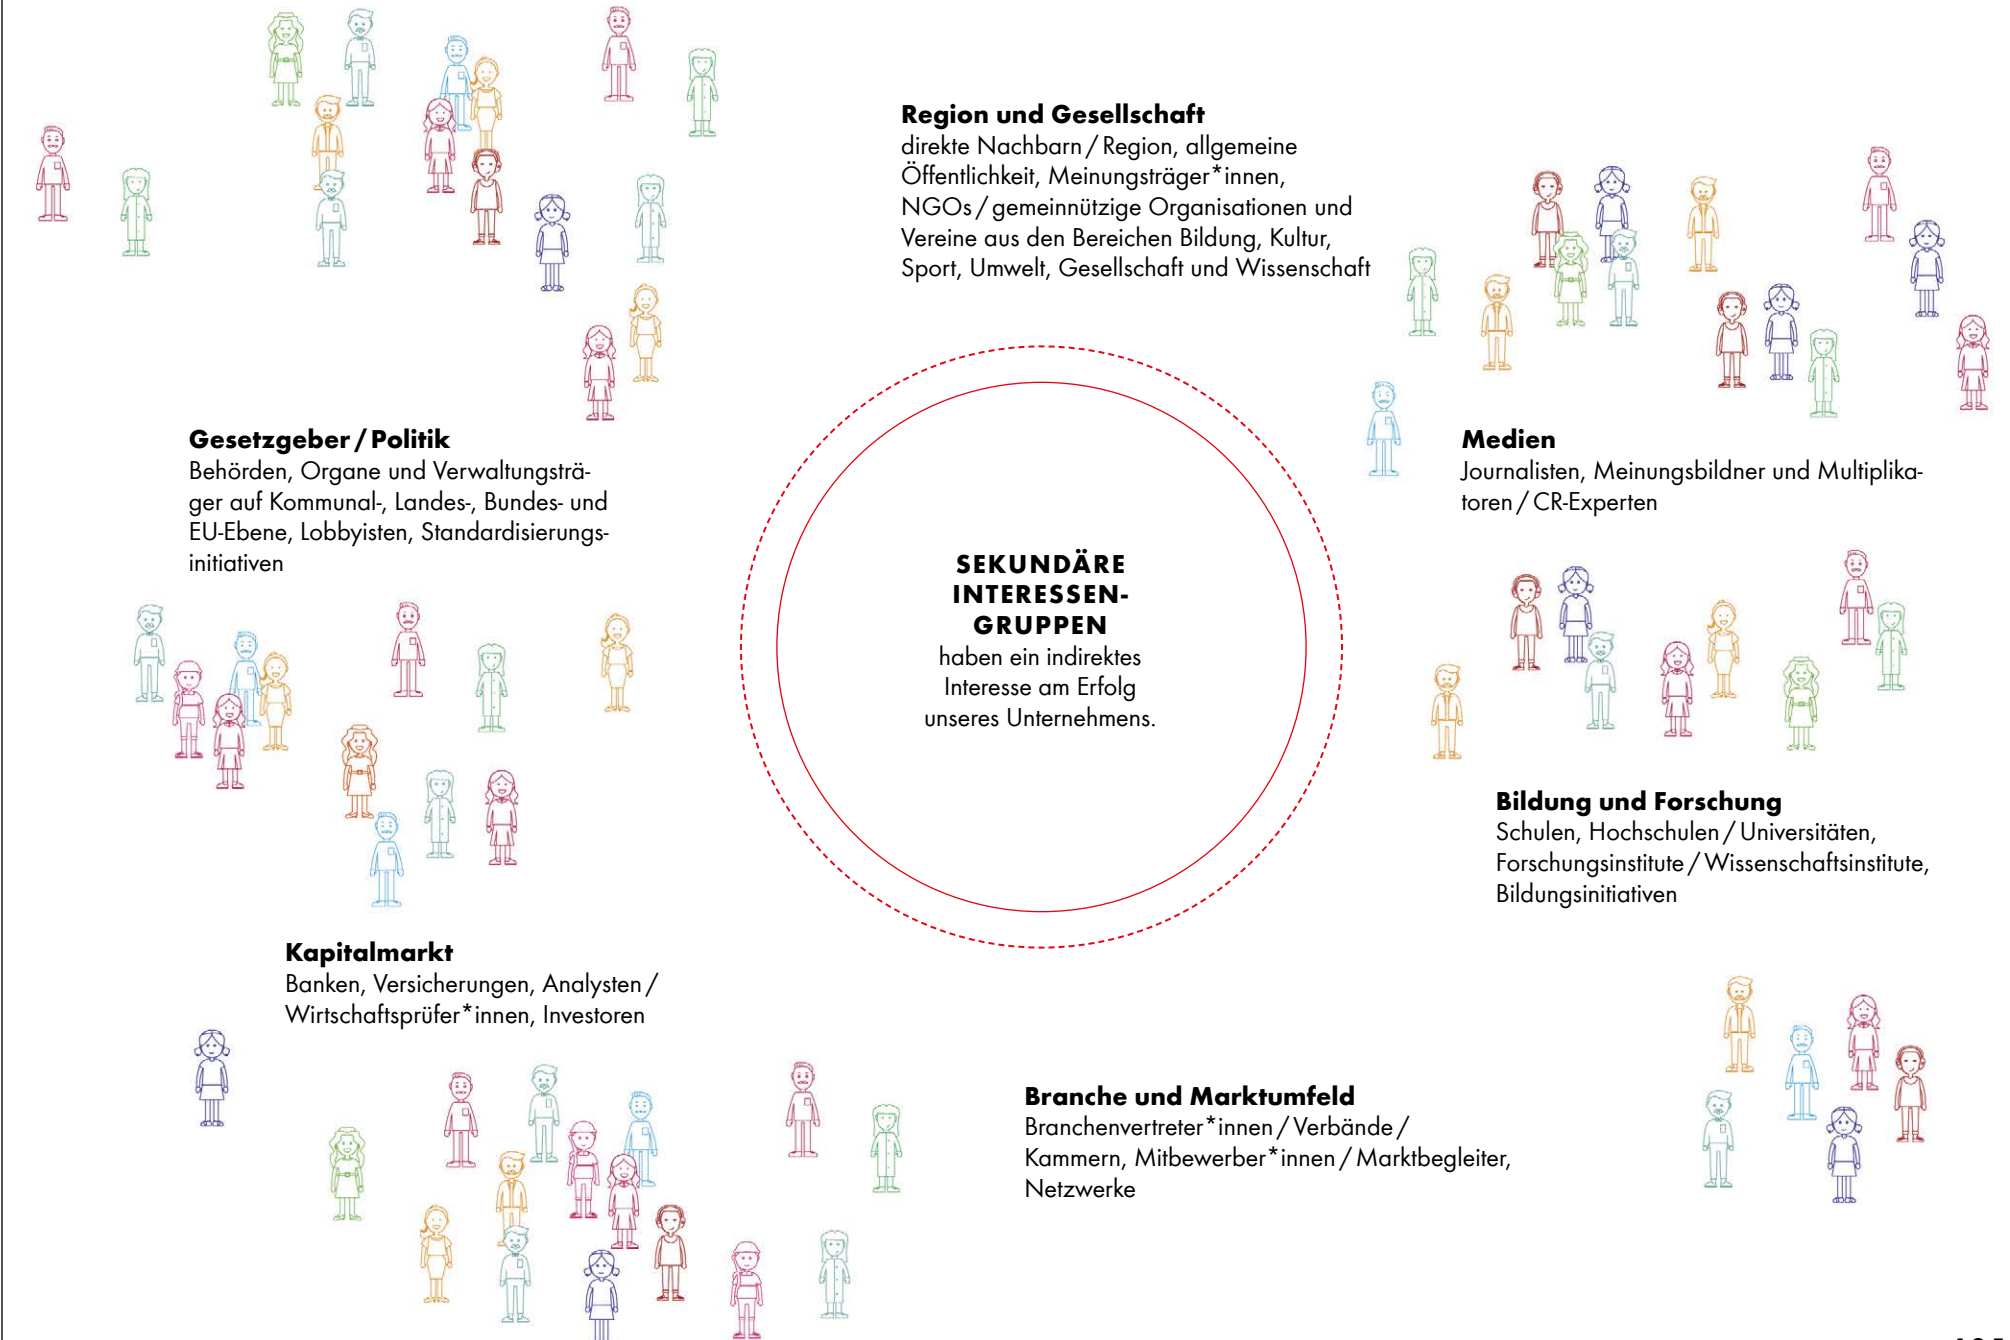 Region und Gesellschaft
direkte Nachbarn / Region, allgemeine
Öffentlichkeit, Meinungsträger*innen,
NGOs / gemeinnützige Organisationen und
Vereine aus den Bereichen Bildung, Kultur,
Sport, Umwelt, Gesellschaft und Wissenschaft
Gesetzgeber / Politik
Behörden, Organe und Verwaltungsträ-
ger auf Kommunal-, Landes-, Bundes- und
EU-Ebene, Lobbyisten, Standardisierungs-
initiativen
Medien
Journalisten, Meinungsbildner und Multiplika-
toren / CR-Experten
SEKUNDÄRE
INTERESSEN-
GRUPPEN
haben ein indirektes
Interesse am Erfolg
unseres Unternehmens.
Bildung und Forschung
Schulen, Hochschulen / Universitäten,
Forschungsinstitute / Wissenschaftsinstitute,
Bildungsinitiativen
Kapitalmarkt
Banken, Versicherungen, Analysten /
Wirtschaftsprüfer*innen, Investoren
Branche und Marktumfeld
Branchenvertreter*innen / Verbände /
Kammern, Mitbewerber*innen / Marktbegleiter,
Netzwerke